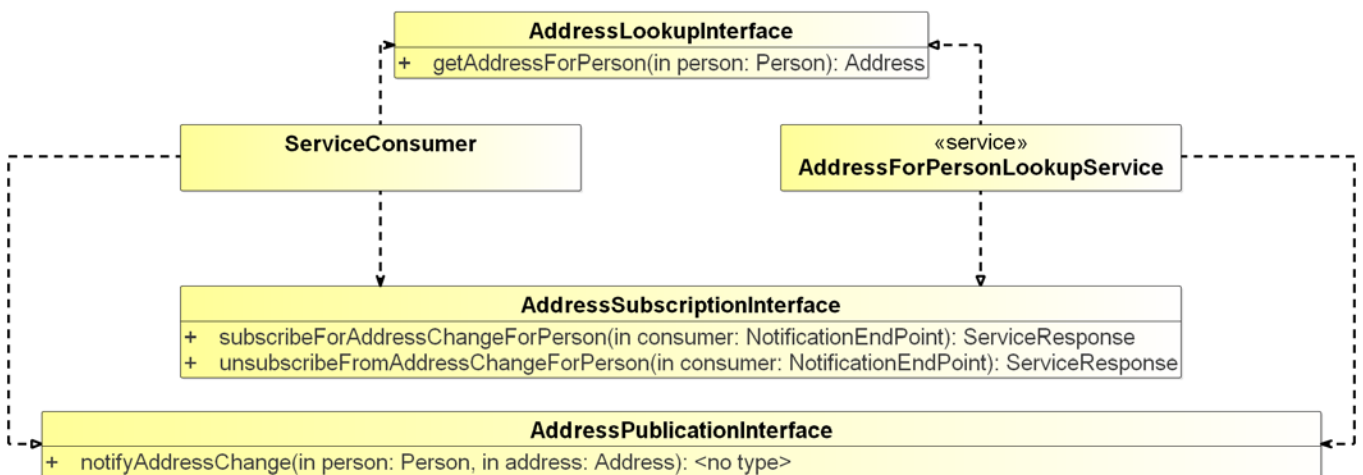 AddressLookupInterface
+ getAddressForPerson(in person: Person): Address
ServiceConsumer
«service»
AddressForPersonLookupService
AddressSubscriptionInterface
+ subscribeForAddressChangeForPerson(in consumer: NotificationEndPoint): ServiceResponse
+ unsubscribeFromAddressChangeForPerson(in consumer: NotificationEndPoint): ServiceResponse
AddressPublicationInterface
+ notifyAddressChange(in person: Person, in address: Address): <no type>